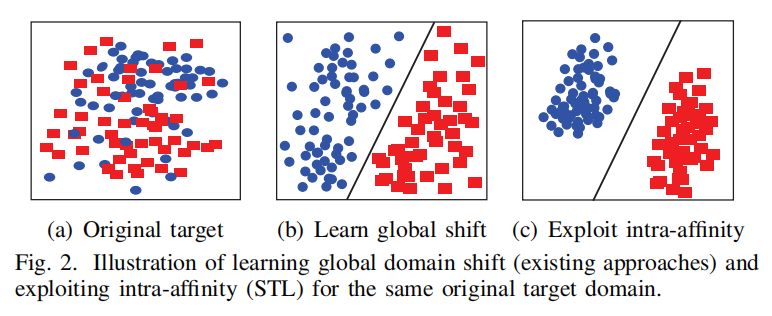 (a) Original target
(b) Learn global shift
(c) Exploit intra-affinity
Fig. 2. Illustration of learning global domain shift (existing approaches) and
exploiting intra-affinity (STL) for the same original target domain.